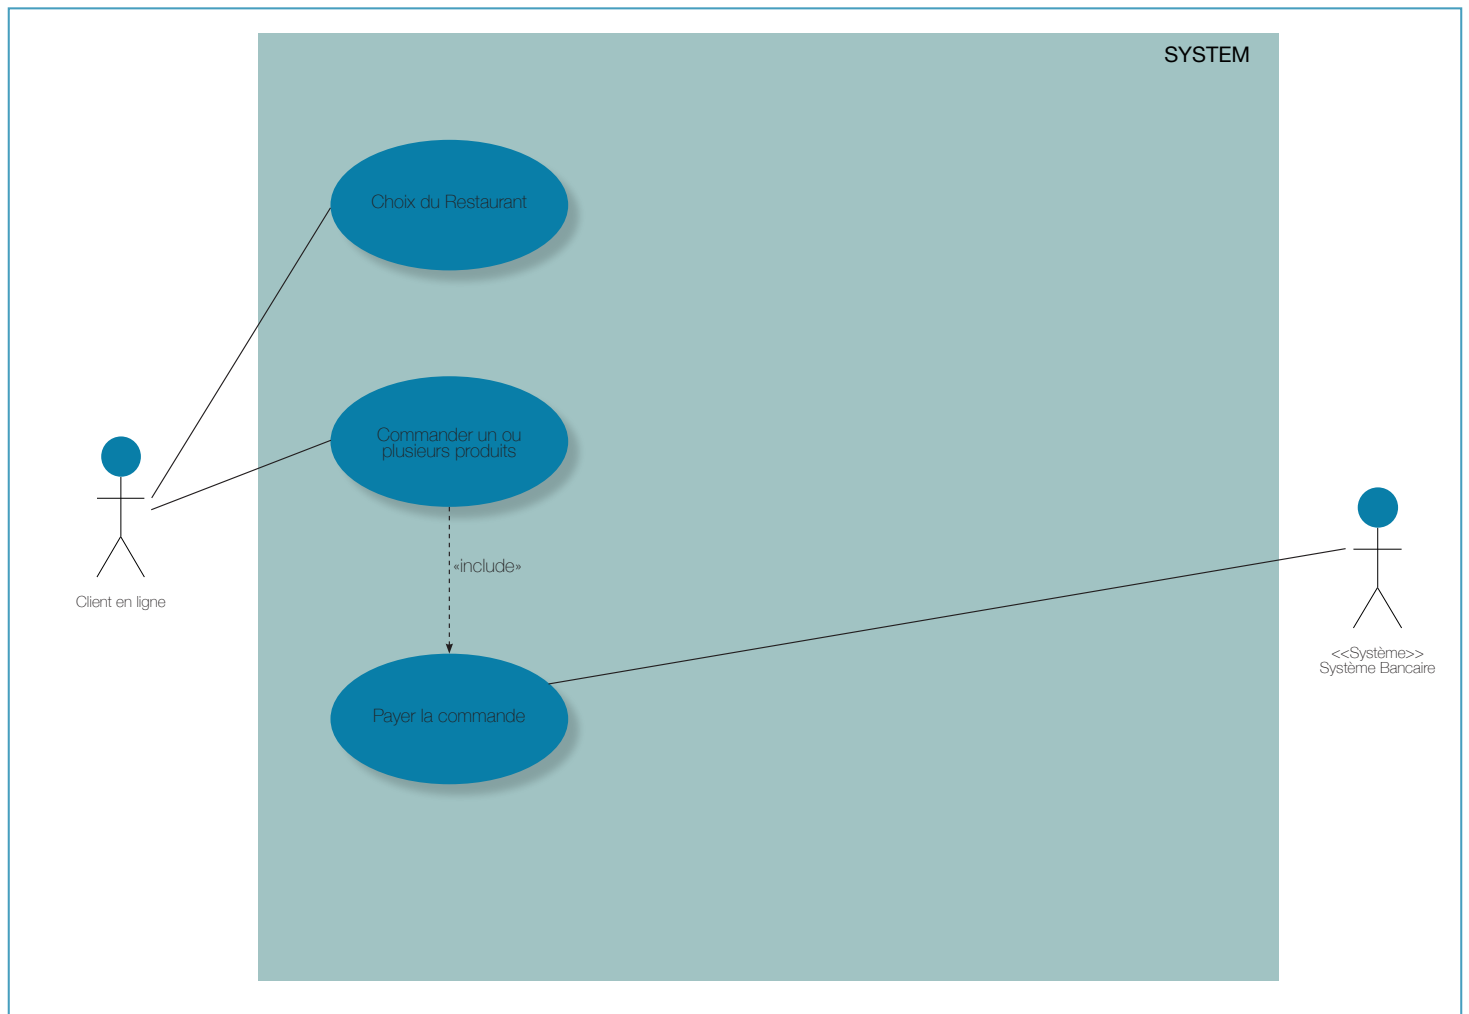 SYSTEM
Choix du Restaurant
Commander un ou
plusieurs produits
«include»
Client en ligne
<<Système>>
Système Bancaire
Payer la commande